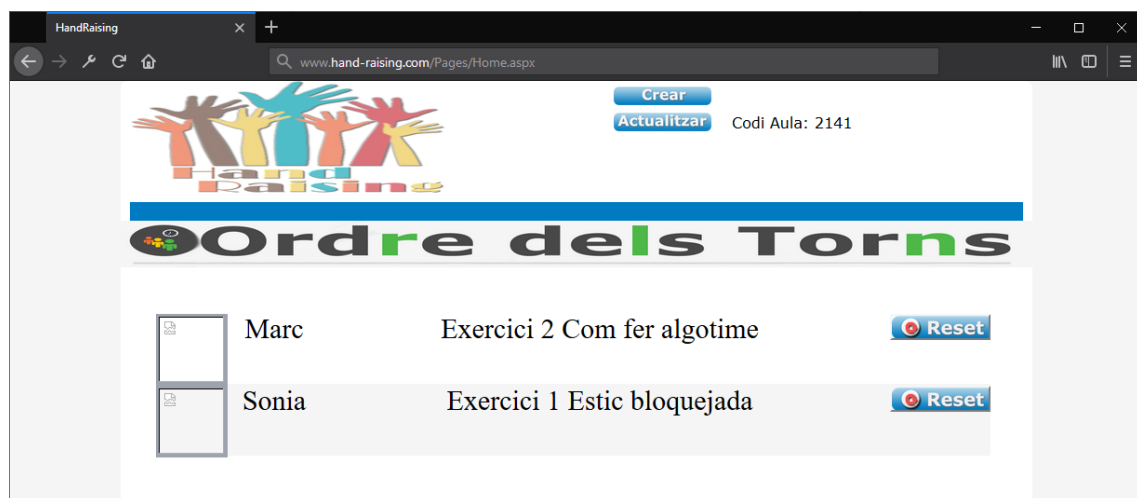 HandRaising
www.hand-raising.com/Pages/Home.aspx
Hand
Raising
Crear
Actualitzar
Codi Aula: 2141
Ordre dels Torns
Marc Exercici 2 Com fer algotime Reset
Sonia Exercici 1 Estic bloquejada Reset